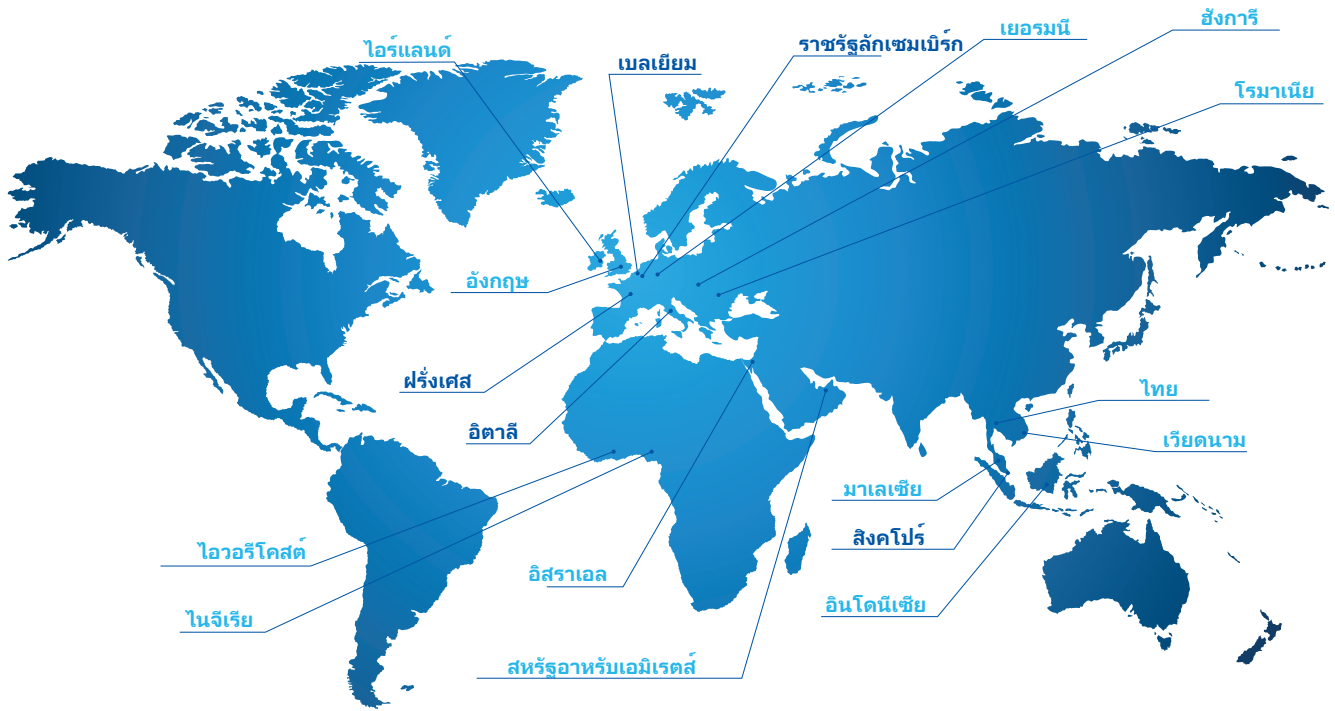 ฮังการี
เยอรมนี
ราชรัฐลักเซมเบิร์ก
ไอร์แลนด์
เบลเยียม
โรมาเนีย
อังกฤษ
ฝรั่งเศส
ไทย
อิตาลี
เวียดนาม
มาเลเซีย
สิงคโปร์
ไอวอรีโคสต์
อิสราเอล
อินโดนีเซีย
ไนจีเรีย
สหรัฐอาหรับเอมิเรตส์